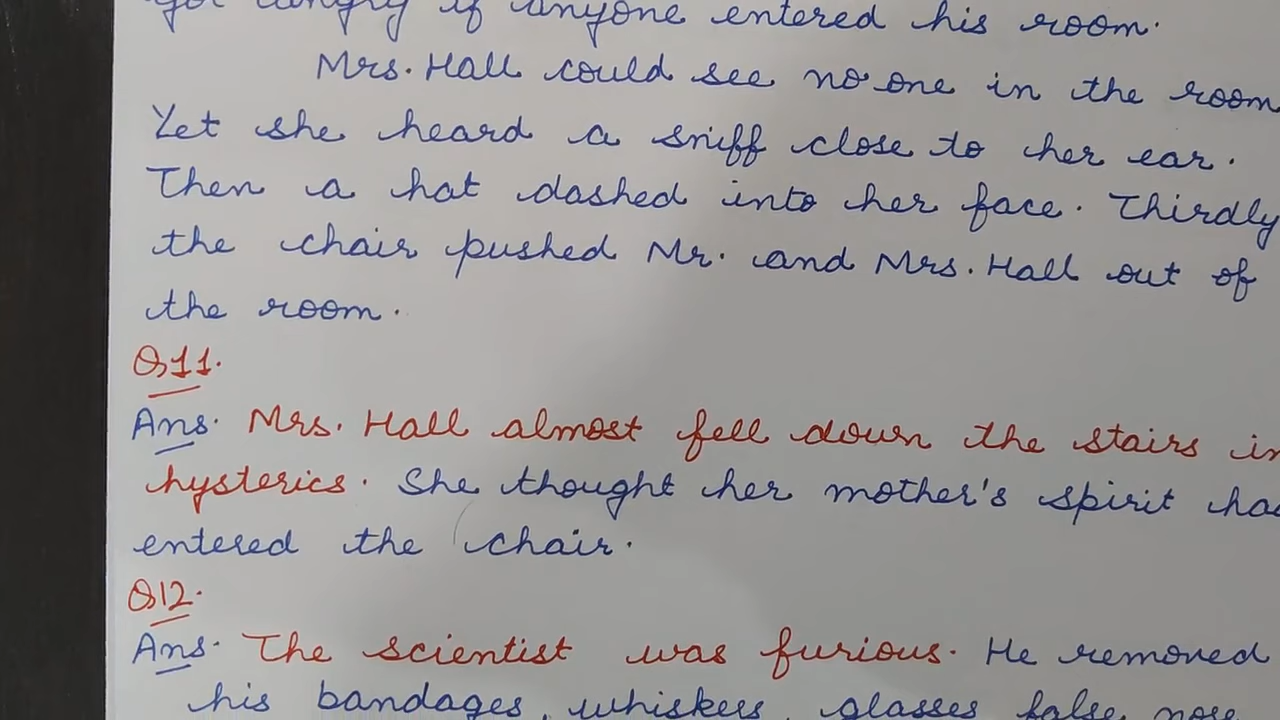 got angry if anyone entered his room.
Mrs. Hall could see no one in the room
Yet she heard a sniff close to her ear.
Then a hat dashed into her face. Thirdly
the chair pushed Mr. and Mrs. Hall out of
the room.
Q11.
Ans. Mrs. Hall almost fell down the stairs in
hysterics. She thought her mother's spirit had
entered the chair.
Q12.
Ans. The scientist was furious. He removed
his bandages, whiskers, glasses false nose